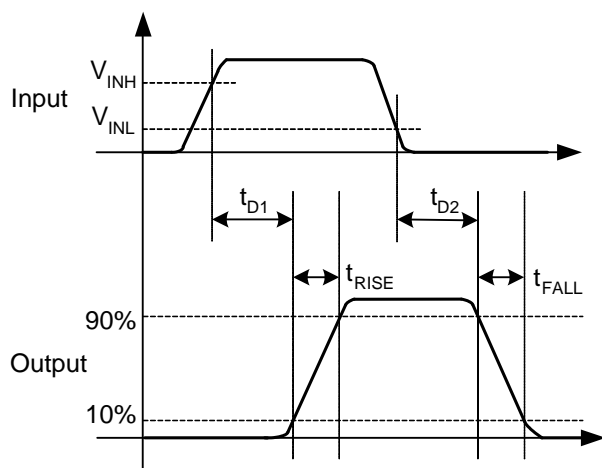 V_INH
Input
V_INL
t_D1
t_D2
t_RISE
t_FALL
90%
Output
10%